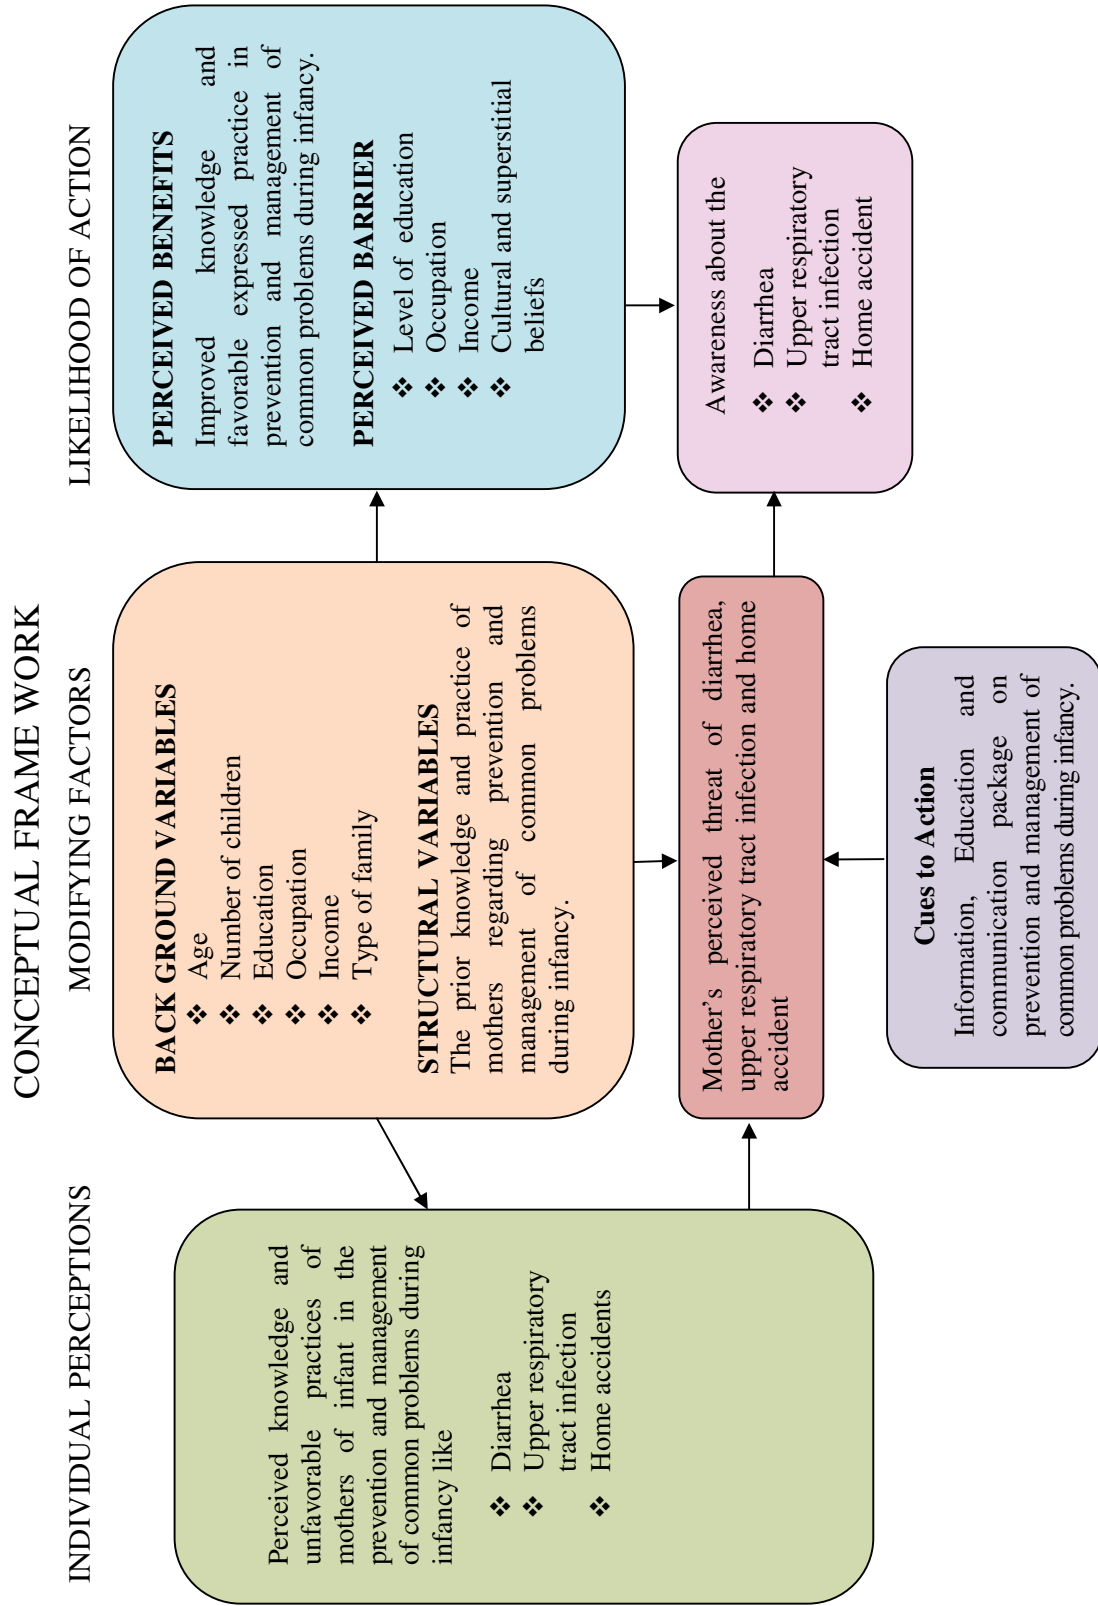 CONCEPTUAL FRAME WORK
INDIVIDUAL PERCEPTIONS
MODIFYING FACTORS
LIKELIHOOD OF ACTION
Perceived knowledge and
unfavorable practices of
mothers of infant in the
prevention and management
of common problems during
infancy like
❖ Diarrhea
❖ Upper respiratory
tract infection
❖ Home accidents
BACK GROUND VARIABLES
❖ Age
❖ Number of children
❖ Education
❖ Occupation
❖ Income
❖ Type of family
STRUCTURAL VARIABLES
The prior knowledge and practice of
mothers regarding prevention and
management of common problems
during infancy.
PERCEIVED BENEFITS
Improved knowledge and
favorable expressed practice in
prevention and management of
common problems during infancy.
PERCEIVED BARRIER
❖ Level of education
❖ Occupation
❖ Income
❖ Cultural and superstitial
beliefs
Mother’s perceived threat of diarrhea,
upper respiratory tract infection and home
accident
Awareness about the
❖ Diarrhea
❖ Upper respiratory
tract infection
❖ Home accident
Cues to Action
Information, Education and
communication package on
prevention and management of
common problems during infancy.